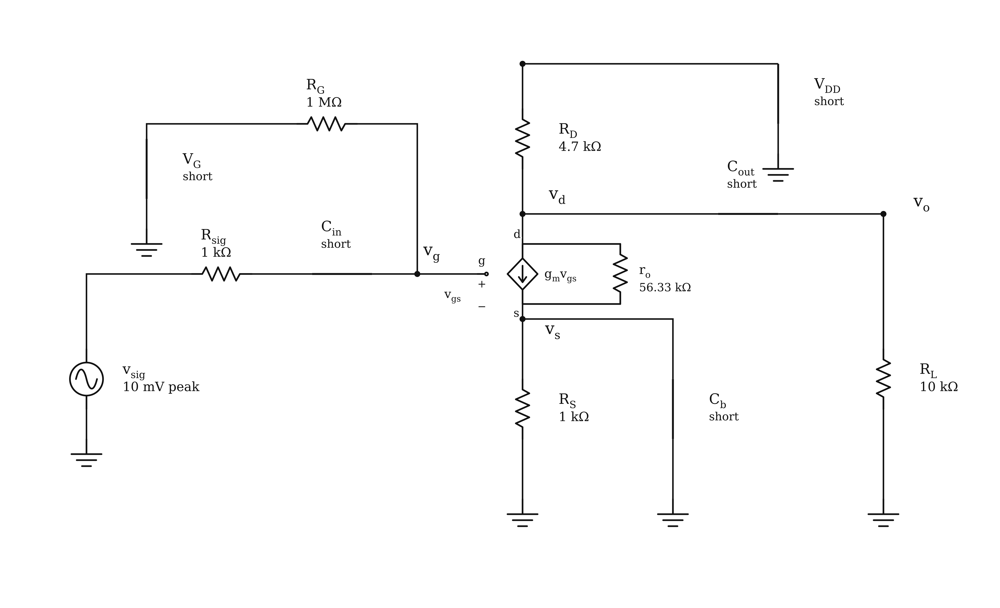 V_DD
short
R_G
1 MΩ
R_D
4.7 kΩ
V_G
short
C_out
short
v_d
v_o
C_in
short
R_sig
1 kΩ
d
v_g
g
+
v_gs
−
g_mv_gs
r_o
56.33 kΩ
s
v_s
v_sig
10 mV peak
R_L
10 kΩ
R_S
1 kΩ
C_b
short